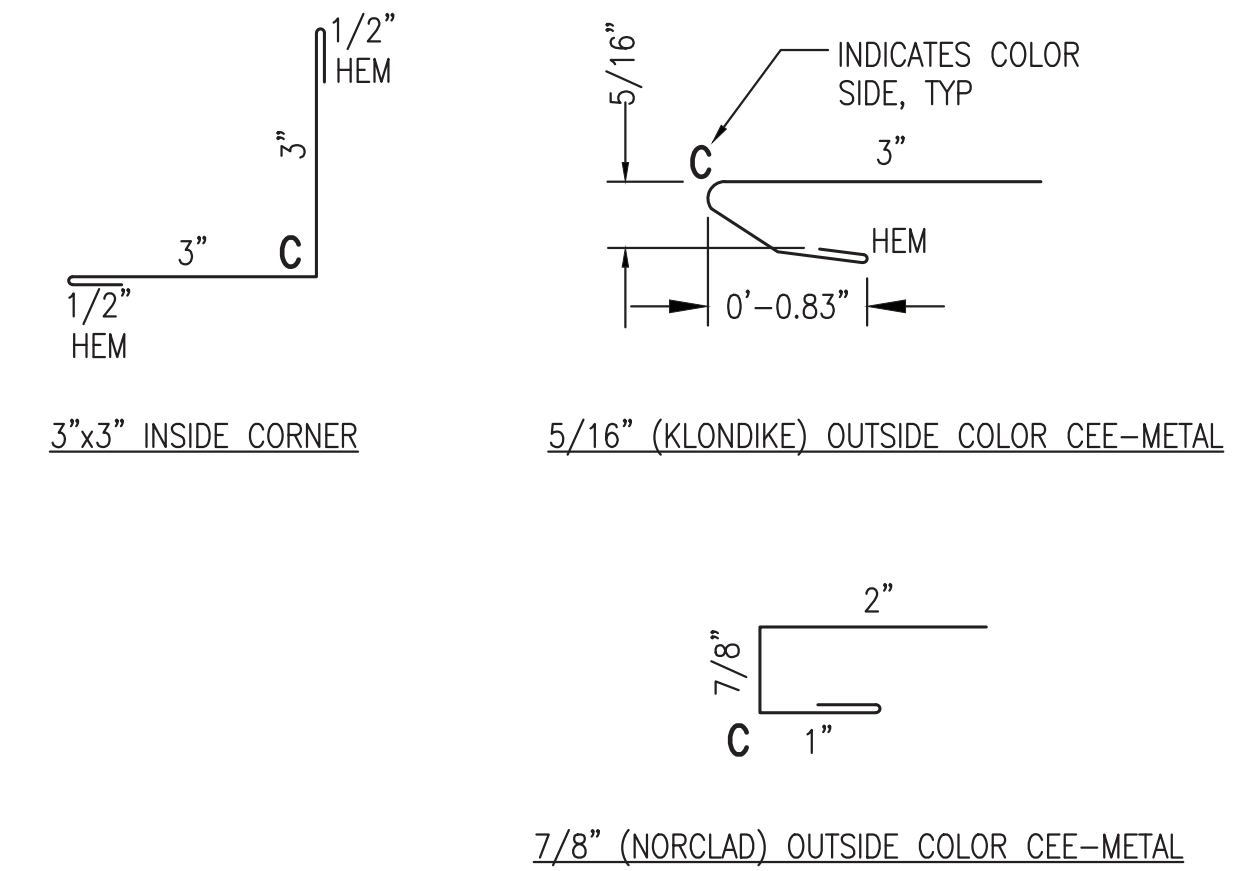 1/2”
HEM
3”
3”
C
1/2”
HEM
3”x3” INSIDE CORNER
5/16”
INDICATES COLOR
SIDE, TYP
C
3”
HEM
0’-0.83”
5/16” (KLONDIKE) OUTSIDE COLOR CEE-METAL
2”
7/8”
C
1”
7/8” (NORCLAD) OUTSIDE COLOR CEE-METAL